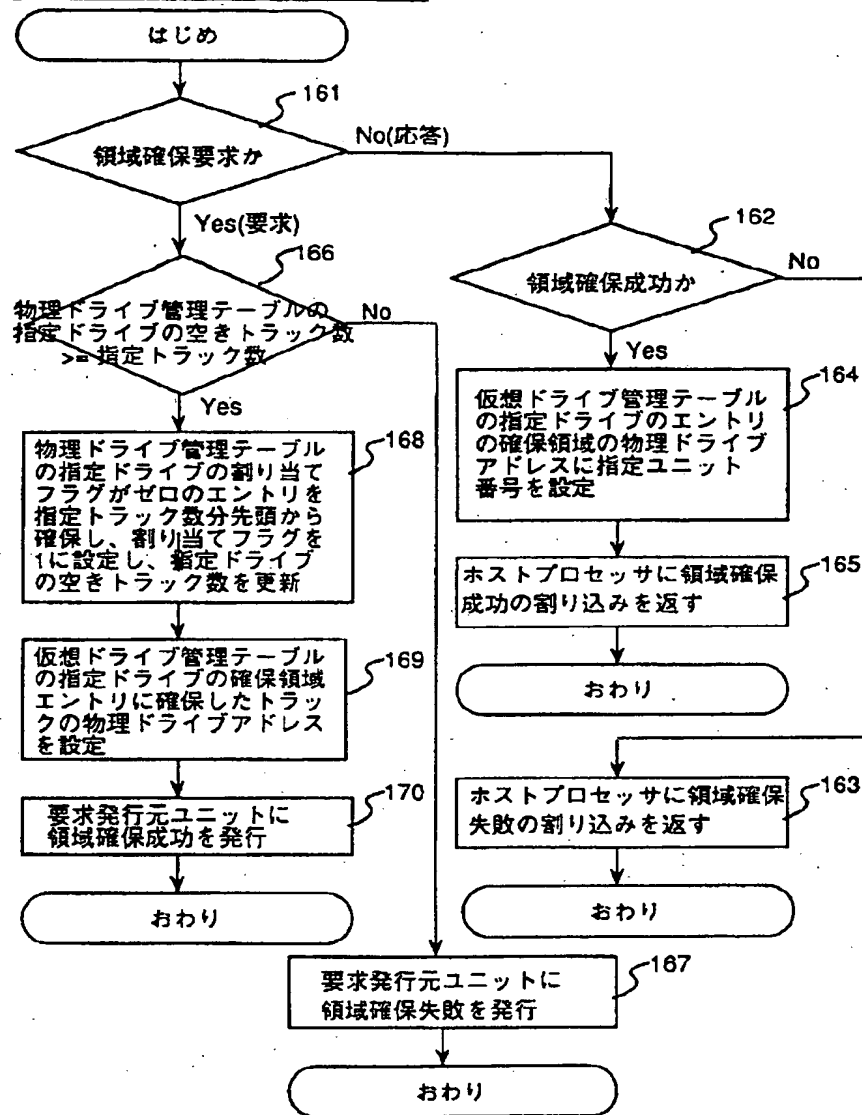 はじめ
161
領域確保要求か
No(応答)
Yes(要求)
162
領域確保成功か
No
166
物理ドライブ管理テーブルの
指定ドライブの空きトラック数
>= 指定トラック数
No
Yes
Yes
164
仮想ドライブ管理テーブル
の指定ドライブのエントリ
の確保領域の物理ドライブ
アドレスに指定ユニット
番号を設定
168
物理ドライブ管理テーブル
の指定ドライブの割り当て
フラグがゼロのエントリを
指定トラック数分先頭から
確保し、割り当てフラグを
1に設定し、指定ドライブ
の空きトラック数を更新
165
ホストプロセッサに領域確保
成功の割り込みを返す
おわり
169
仮想ドライブ管理テーブル
の指定ドライブの確保領域
エントリに確保したトラッ
クの物理ドライブアドレス
を設定
163
ホストプロセッサに領域確保
失敗の割り込みを返す
おわり
170
要求発行元ユニットに
領域確保成功を発行
おわり
167
要求発行元ユニットに
領域確保失敗を発行
おわり